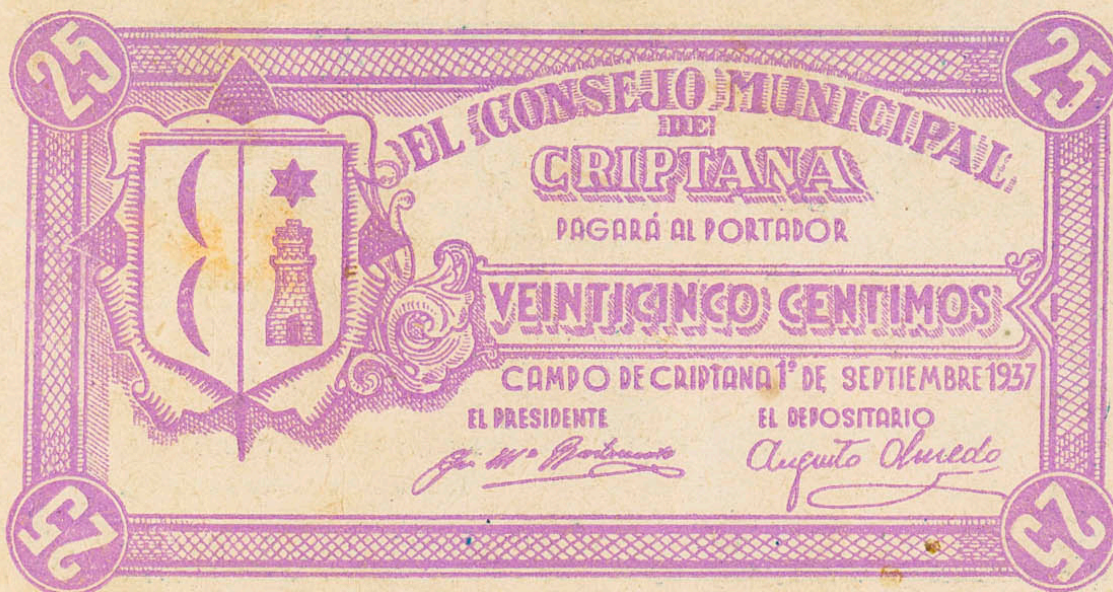 25
25
EL CONSEJO MUNICIPAL
DE
CRIPTANA
PAGARÁ AL PORTADOR
VEINTICINCO CENTIMOS
CAMPO DE CRIPTANA 1º DE SEPTIEMBRE 1937
EL PRESIDENTE
EL DEPOSITARIO
Augusto Olmedo
25
25